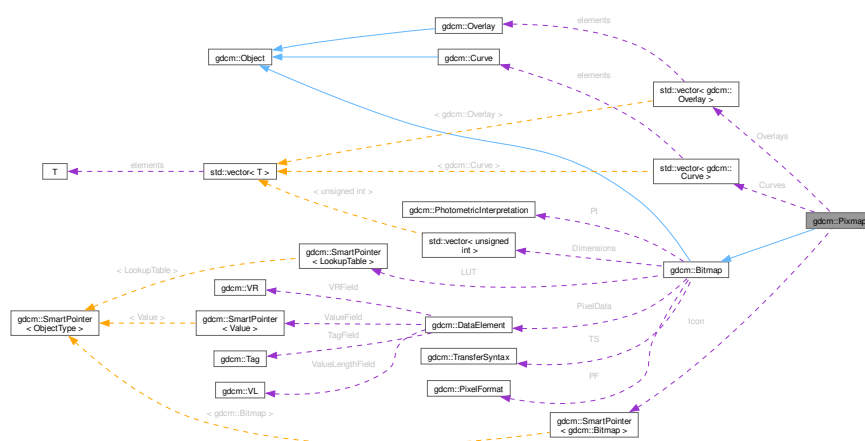 gdcm::Overlay
elements
gdcm::Object
gdcm::Curve
elements
std::vector< gdcm::
Overlay >
< gdcm::Overlay >
Overlays
T
elements
std::vector< T >
< gdcm::Curve >
std::vector< gdcm::
Curve >
Curves
< unsigned int >
gdcm::PhotometricInterpretation
PI
gdcm::Pixmap
std::vector< unsigned
int >
Dimensions
gdcm::SmartPointer
< LookupTable >
< LookupTable >
LUT
gdcm::Bitmap
gdcm::VR
VRField
PixelData
Icon
gdcm::SmartPointer
< ObjectType >
< Value >
gdcm::SmartPointer
< Value >
ValueField
gdcm::DataElement
TagField
TS
gdcm::Tag
ValueLengthField
gdcm::TransferSyntax
PF
gdcm::VL
gdcm::PixelFormat
< gdcm::Bitmap >
gdcm::SmartPointer
< gdcm::Bitmap >